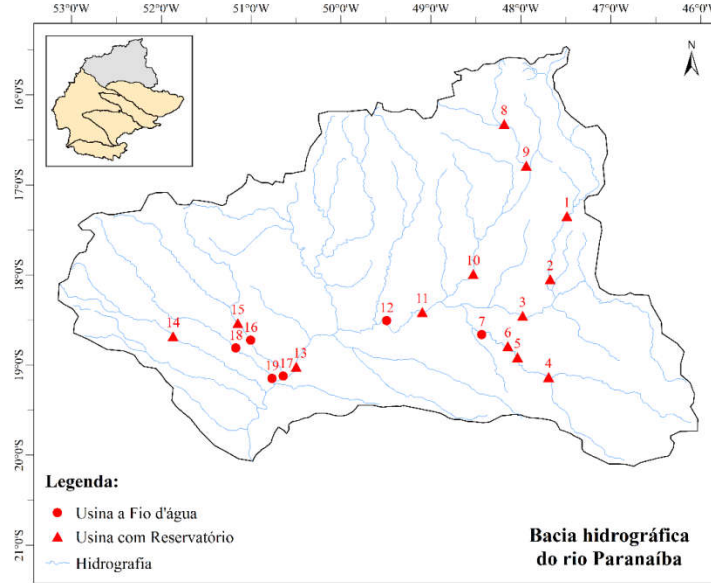 53°0'W 52°0'W 51°0'W 50°0'W 49°0'W 48°0'W 47°0'W 46°0'W
N
16°0'S
8
9
17°0'S
1
18°0'S
10
2
12
11
3
15
7
14
16
6
18
5
19°0'S
13
19
17
4
20°0'S
Legenda:
Usina a Fio d'água
Usina com Reservatório
Hidrografia
21°0'S
Bacia hidrográfica
do rio Paranaíba